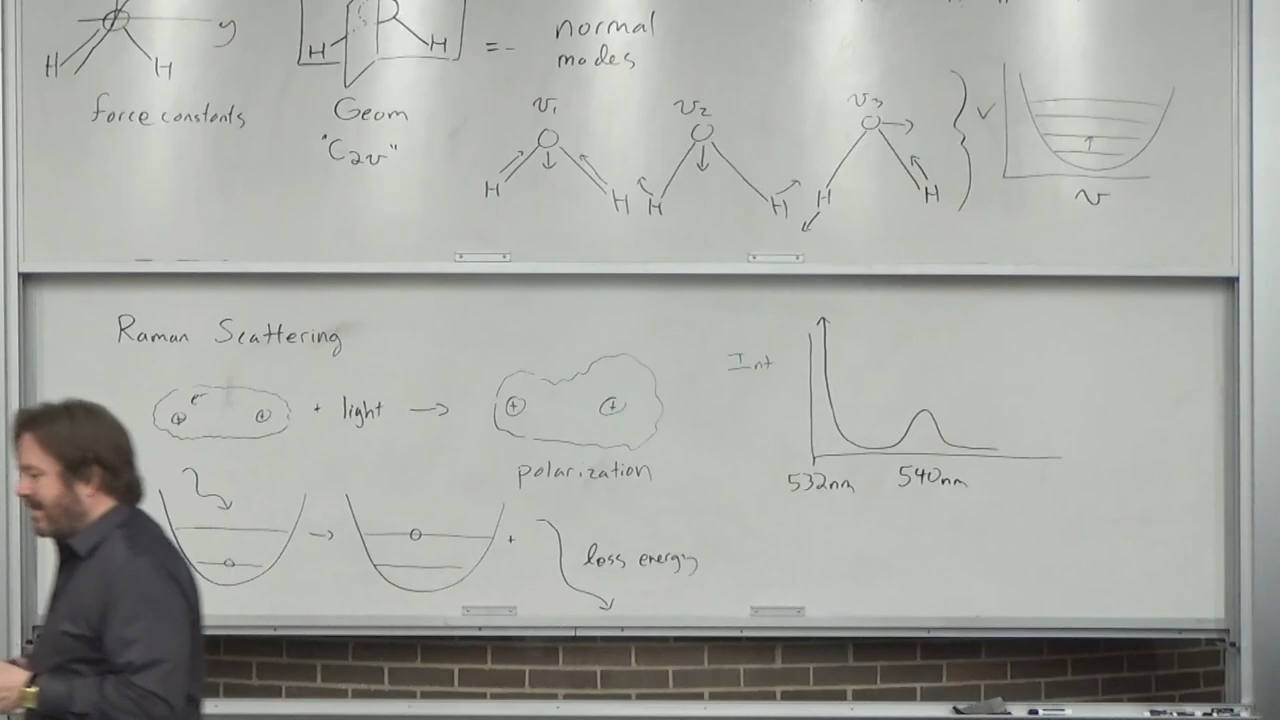 y
H
H
H
H
=-
normal
modes
force constants
Geom
"C2v"
v1
v2
v3
H
H
H
H
H
H
v
Raman Scattering
e-
+
+
+ light →
+
+
polarization
→
+
loss energy
Int
532nm
540nm